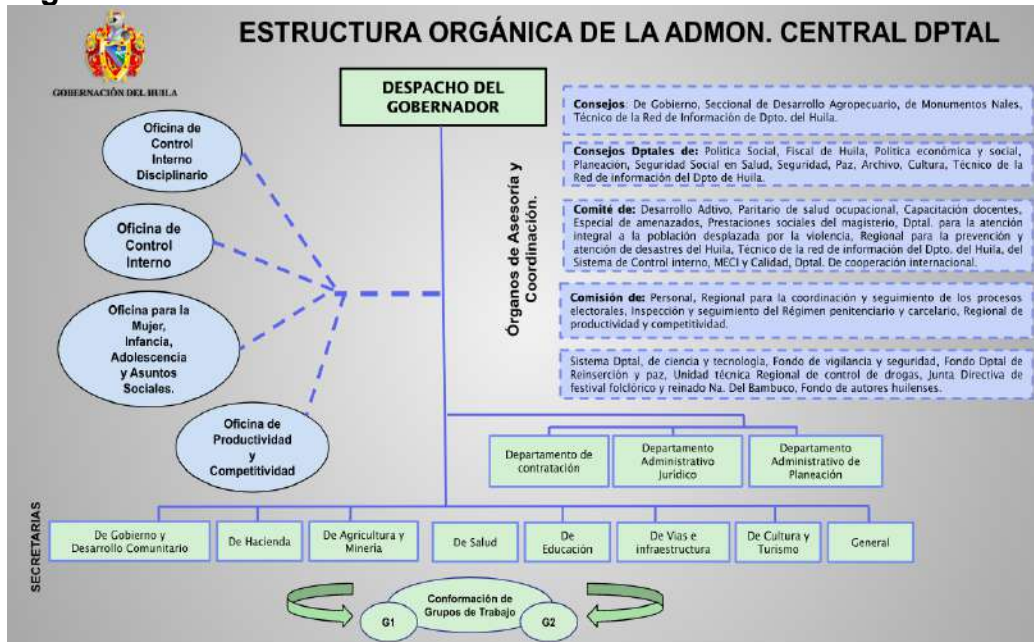 ESTRUCTURA ORGÁNICA DE LA ADMON. CENTRAL DPTAL
GOBERNACIÓN DEL HUILA
DESPACHO DEL
GOBERNADOR
Oficina de
Control
Interno
Disciplinario
Oficina de
Control
Interno
Oficina para la
Mujer,
Infancia,
Adolescencia
y Asuntos
Sociales.
Oficina de
Productividad
y
Competitividad
Órganos de Asesoría y
Coordinación.
Consejos: De Gobierno, Seccional de Desarrollo Agropecuario, de Monumentos Nales,
Técnico de la Red de Información de Dpto. del Huila.
Consejos Dptales de: Política Social, Fiscal de Huila, Politica económica y social,
Planeación, Seguridad Social en Salud, Seguridad, Paz, Archivo, Cultura, Técnico de la
Red de información del Dpto de Huila.
Comité de: Desarrollo Adtivo, Paritario de salud ocupacional, Capacitación docentes,
Especial de amenazados, Prestaciones sociales del magisterio, Dptal. para la atención
integral a la población desplazada por la violencia, Regional para la prevención y
atención de desastres del Huila, Técnico de la red de información del Dpto. del Huila, del
Sistema de Control interno, MECI y Calidad, Dptal. De cooperación internacional.
Comisión de: Personal, Regional para la coordinación y seguimiento de los procesos
electorales, Inspección y seguimiento del Régimen penitenciario y carcelario, Regional de
productividad y competitividad.
Sistema Dptal, de ciencia y tecnología, Fondo de vigilancia y seguridad, Fondo Dptal de
Reinserción y paz, Unidad técnica Regional de control de drogas, Junta Directiva de
festival folclórico y reinado Na. Del Bambuco, Fondo de autores huilenses.
Departamento de
contratación
Departamento
Administrativo
Jurídico
Departamento
Administrativo de
Planeación
SECRETARIAS
De Gobierno y
Desarrollo Comunitario
De Hacienda
De Agricultura y
Minería
De Salud
De
Educación
De Vias e
infraestructura
De Cultura y
Turismo
General
Conformación de
Grupos de Trabajo
G1
G2